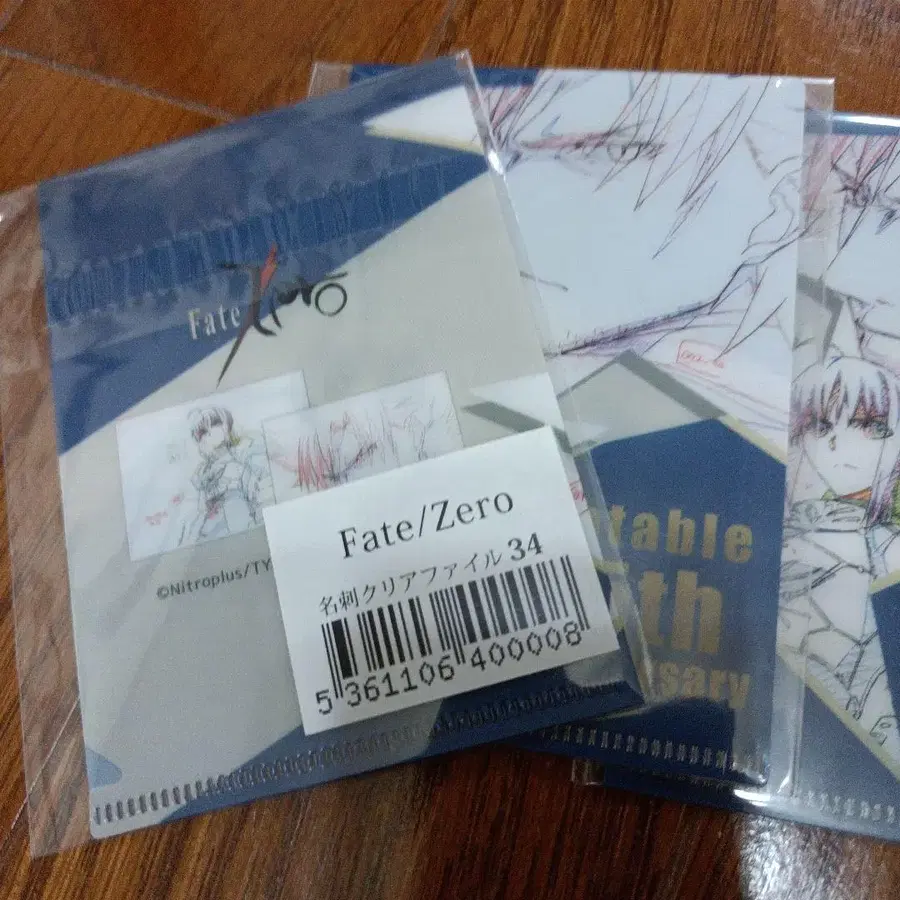 Fate/Zero
©Nitroplus/TY
Fate/Zero
名刺クリアファイル 34
5 361106 400008
table
th
sary